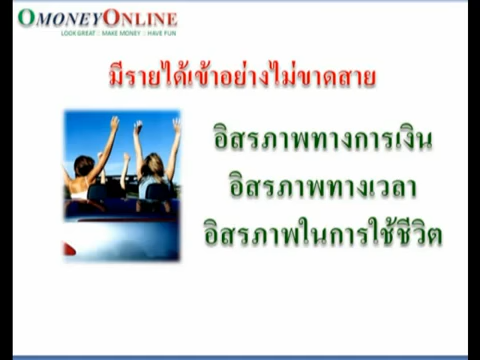 OMONEYONLINE
LOOK GREAT | MAKE MONEY | HAVE FUN
มีรายได้เข้าอย่างไม่ขาดสาย
อิสรภาพทางการเงิน
อิสรภาพทางเวลา
อิสรภาพในการใช้ชีวิต